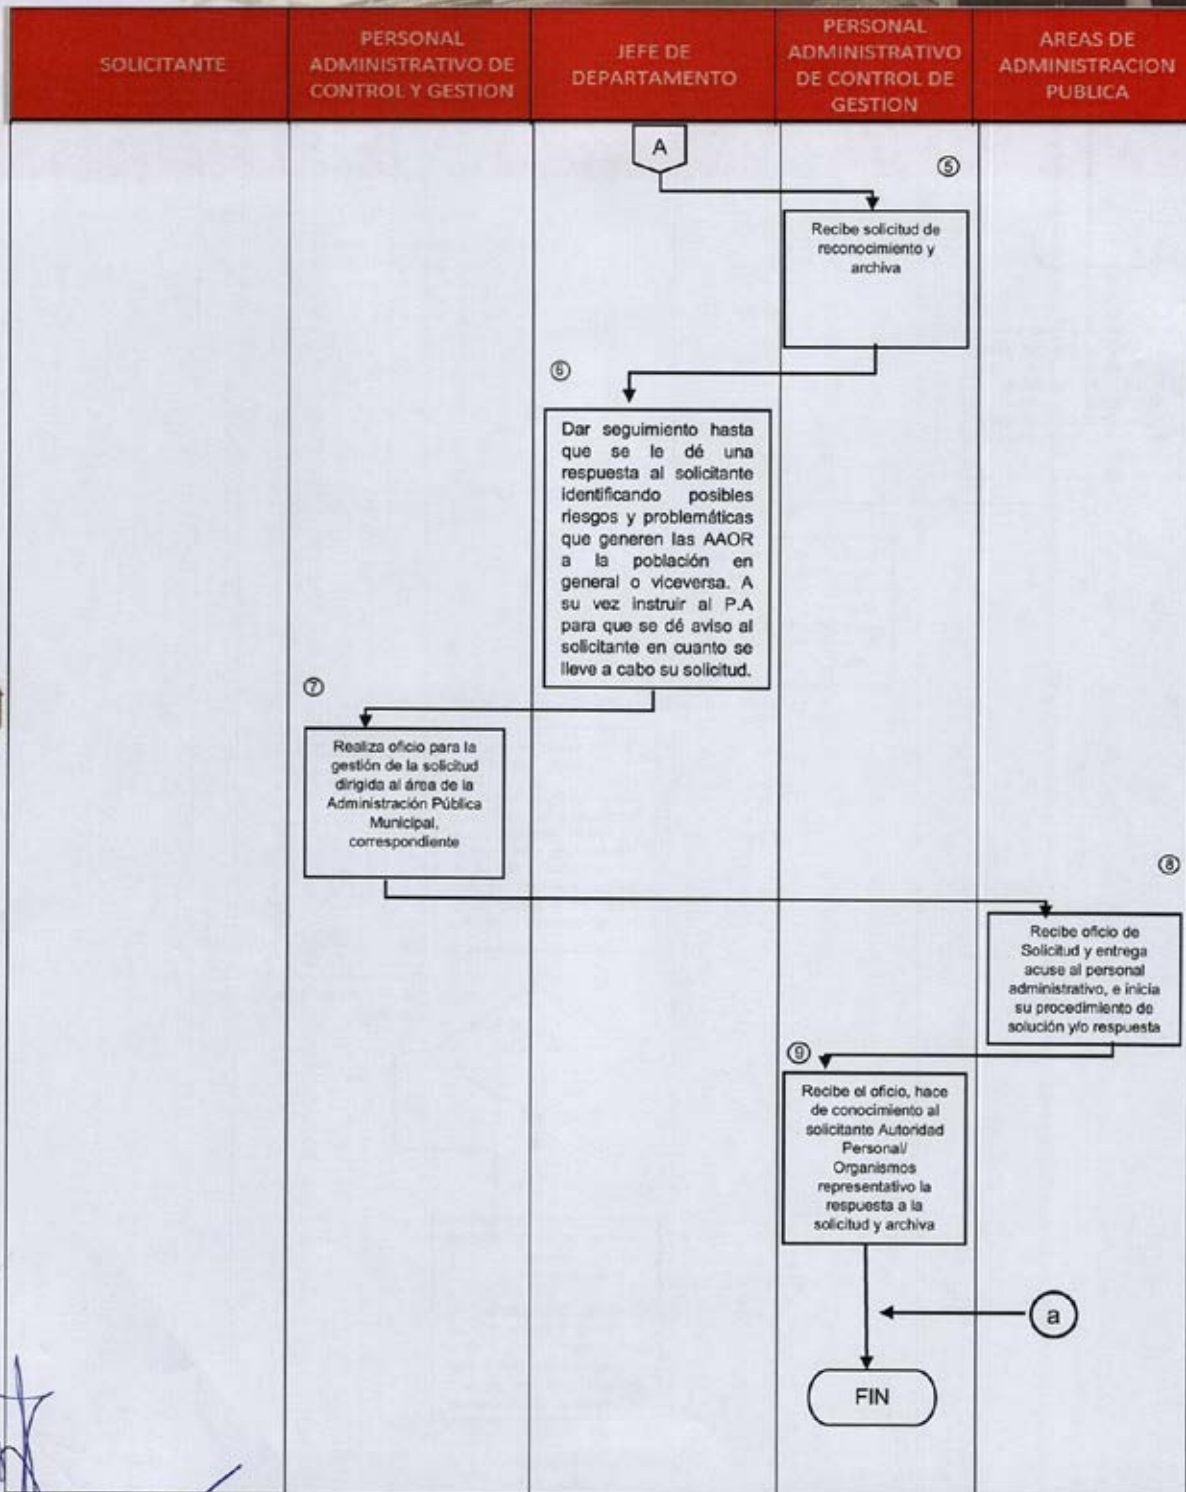 SOLICITANTE
PERSONAL
ADMINISTRATIVO DE
CONTROL Y GESTION
JEFE DE
DEPARTAMENTO
PERSONAL
ADMINISTRATIVO
DE CONTROL DE
GESTION
AREAS DE
ADMINISTRACION
PUBLICA
A
5
Recibe solicitud de
reconocimiento y
archiva
6
Dar seguimiento hasta
que se le dé una
respuesta al solicitante
identificando posibles
riesgos y problemáticas
que generen las AAOR
a la población en
general o viceversa. A
su vez instruir al P.A
para que se dé aviso al
solicitante en cuanto se
lleve a cabo su solicitud.
7
Realiza oficio para la
gestión de la solicitud
dirigida al área de la
Administración Pública
Municipal,
correspondiente
8
Recibe oficio de
Solicitud y entrega
acuse al personal
administrativo, e inicia
su procedimiento de
solución y/o respuesta
9
Recibe el oficio, hace
de conocimiento al
solicitante Autoridad
Personal/
Organismos
representativo la
respuesta a la
solicitud y archiva
a
FIN